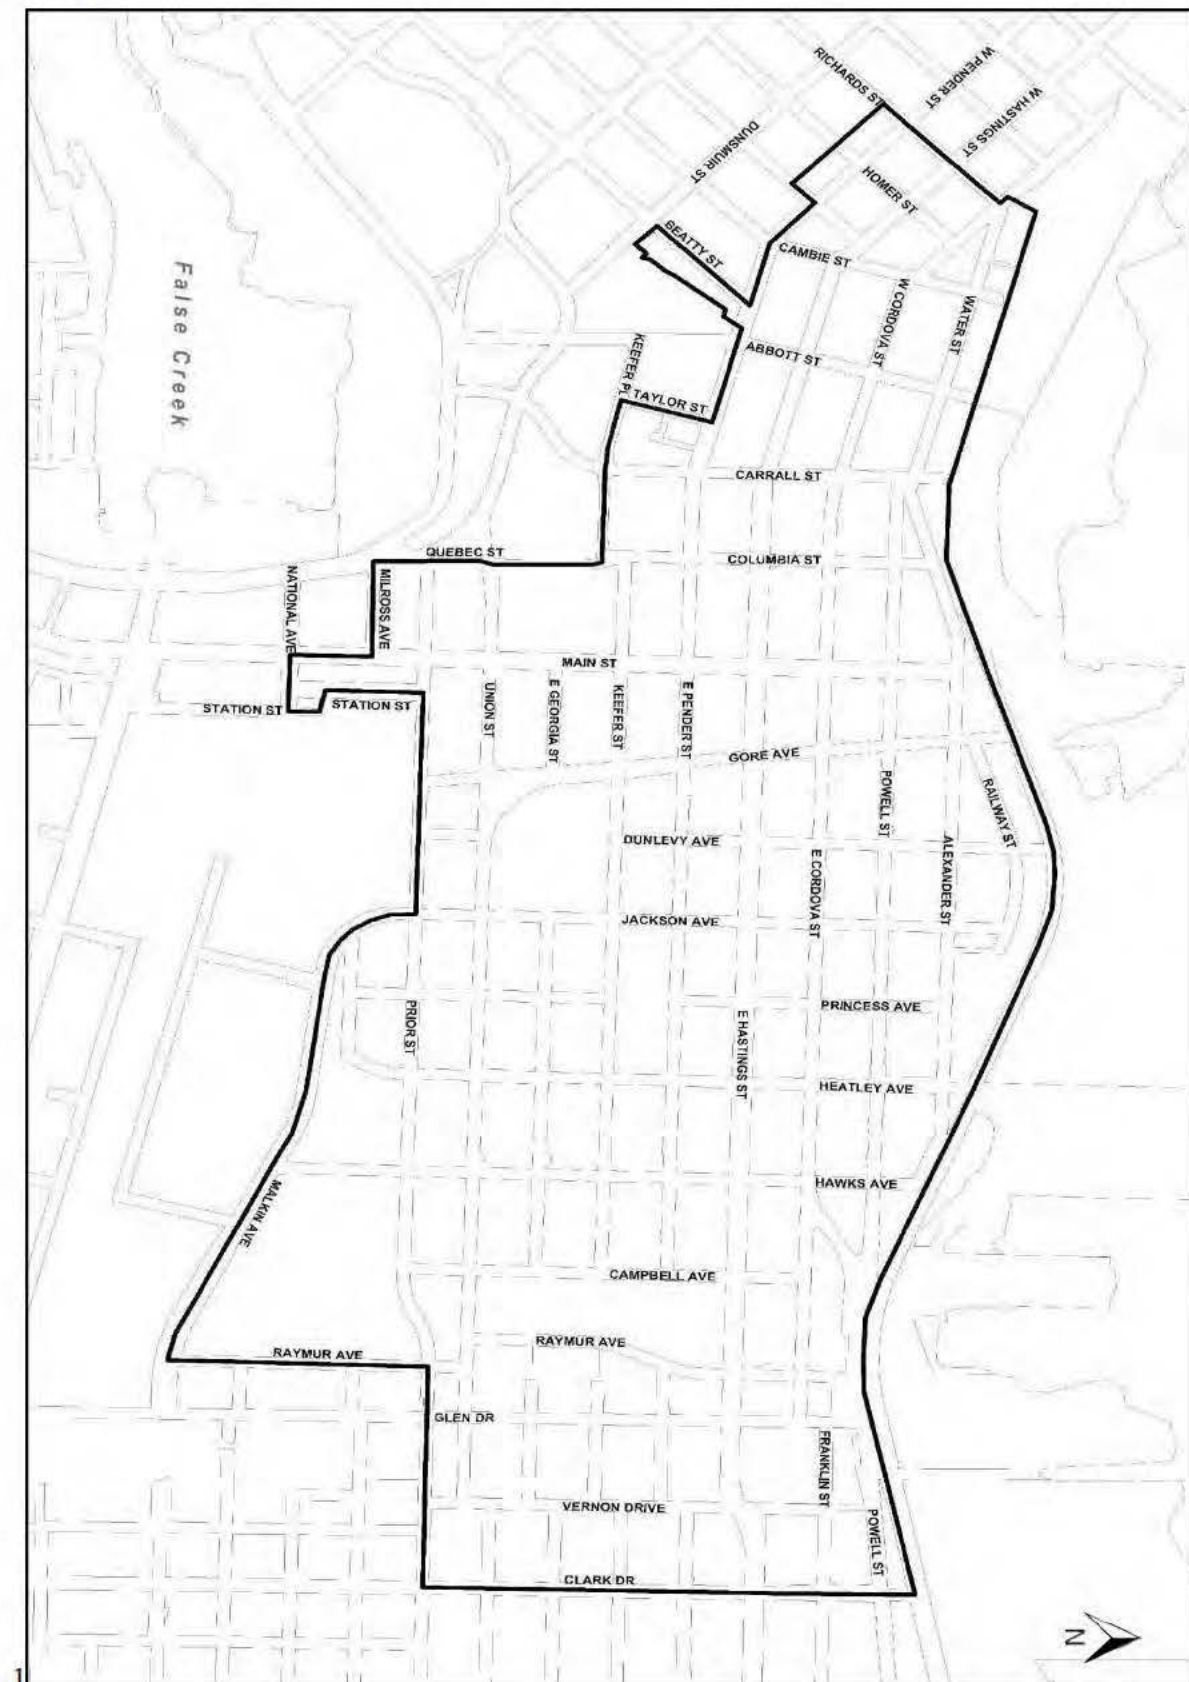 RICHARDS ST
W PENDER ST
W HASTINGS ST
DUNSMUIR ST
HOMER ST
BEATTY ST
CAMBIE ST
W CORDOVA ST
WATER ST
False Creek
KEEFER PL
ABBOTT ST
TAYLOR ST
CARRALL ST
QUEBEC ST
COLUMBIA ST
NATIONAL AVE
MILROSS AVE
MAIN ST
STATION ST
STATION ST
UNION ST
E GEORGIA ST
KEEFER ST
E PENDER ST
GORE AVE
POWELL ST
RAILWAY ST
DUNLEVY AVE
E CORDOVA ST
ALEXANDER ST
JACKSON AVE
PRIOR ST
E HASTINGS ST
PRINCESS AVE
HEATLEY AVE
HAWKS AVE
MALKIN AVE
CAMPBELL AVE
RAYMUR AVE
RAYMUR AVE
GLEN DR
FRANKLIN ST
VERNON DRIVE
POWELL ST
CLARK DR
N
1